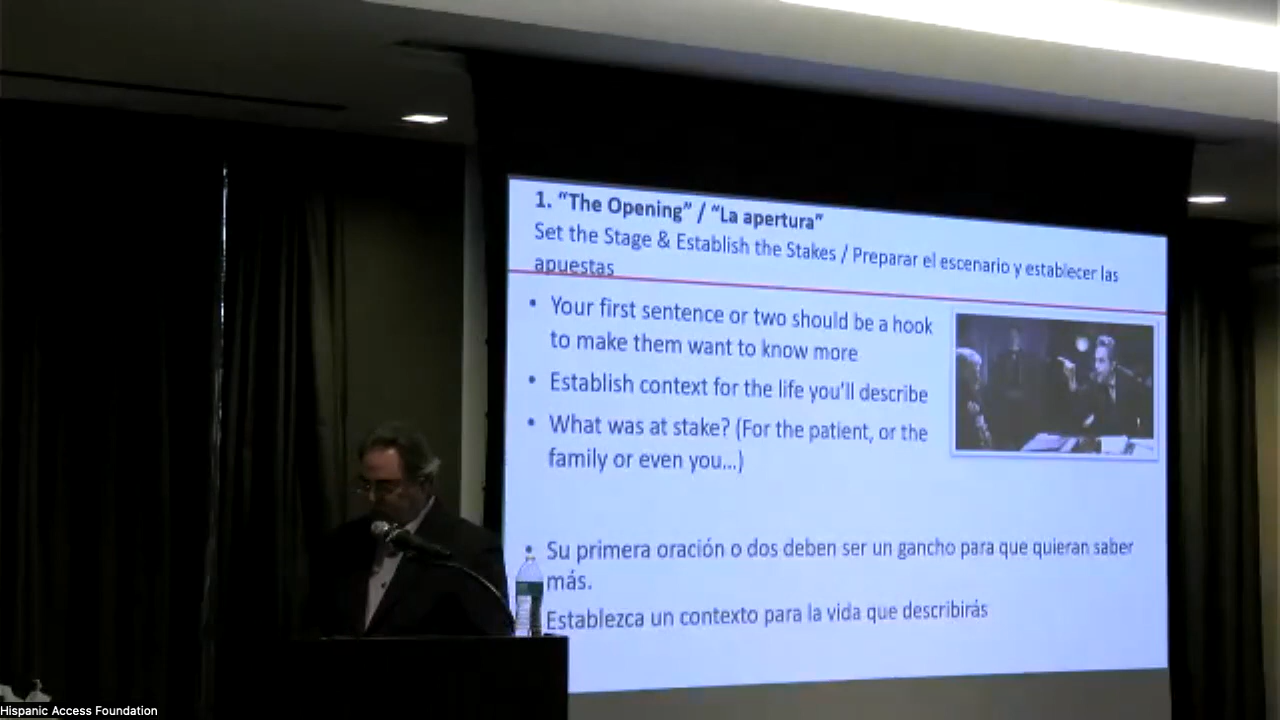 1. “The Opening” / “La apertura”
Set the Stage & Establish the Stakes / Preparar el escenario y establecer las
apuestas
• Your first sentence or two should be a hook
to make them want to know more
• Establish context for the life you'll describe
• What was at stake? (For the patient, or the
family or even you...)
• Su primera oración o dos deben ser un gancho para que quieran saber
más.
Establezca un contexto para la vida que describirás
Hispanic Access Foundation